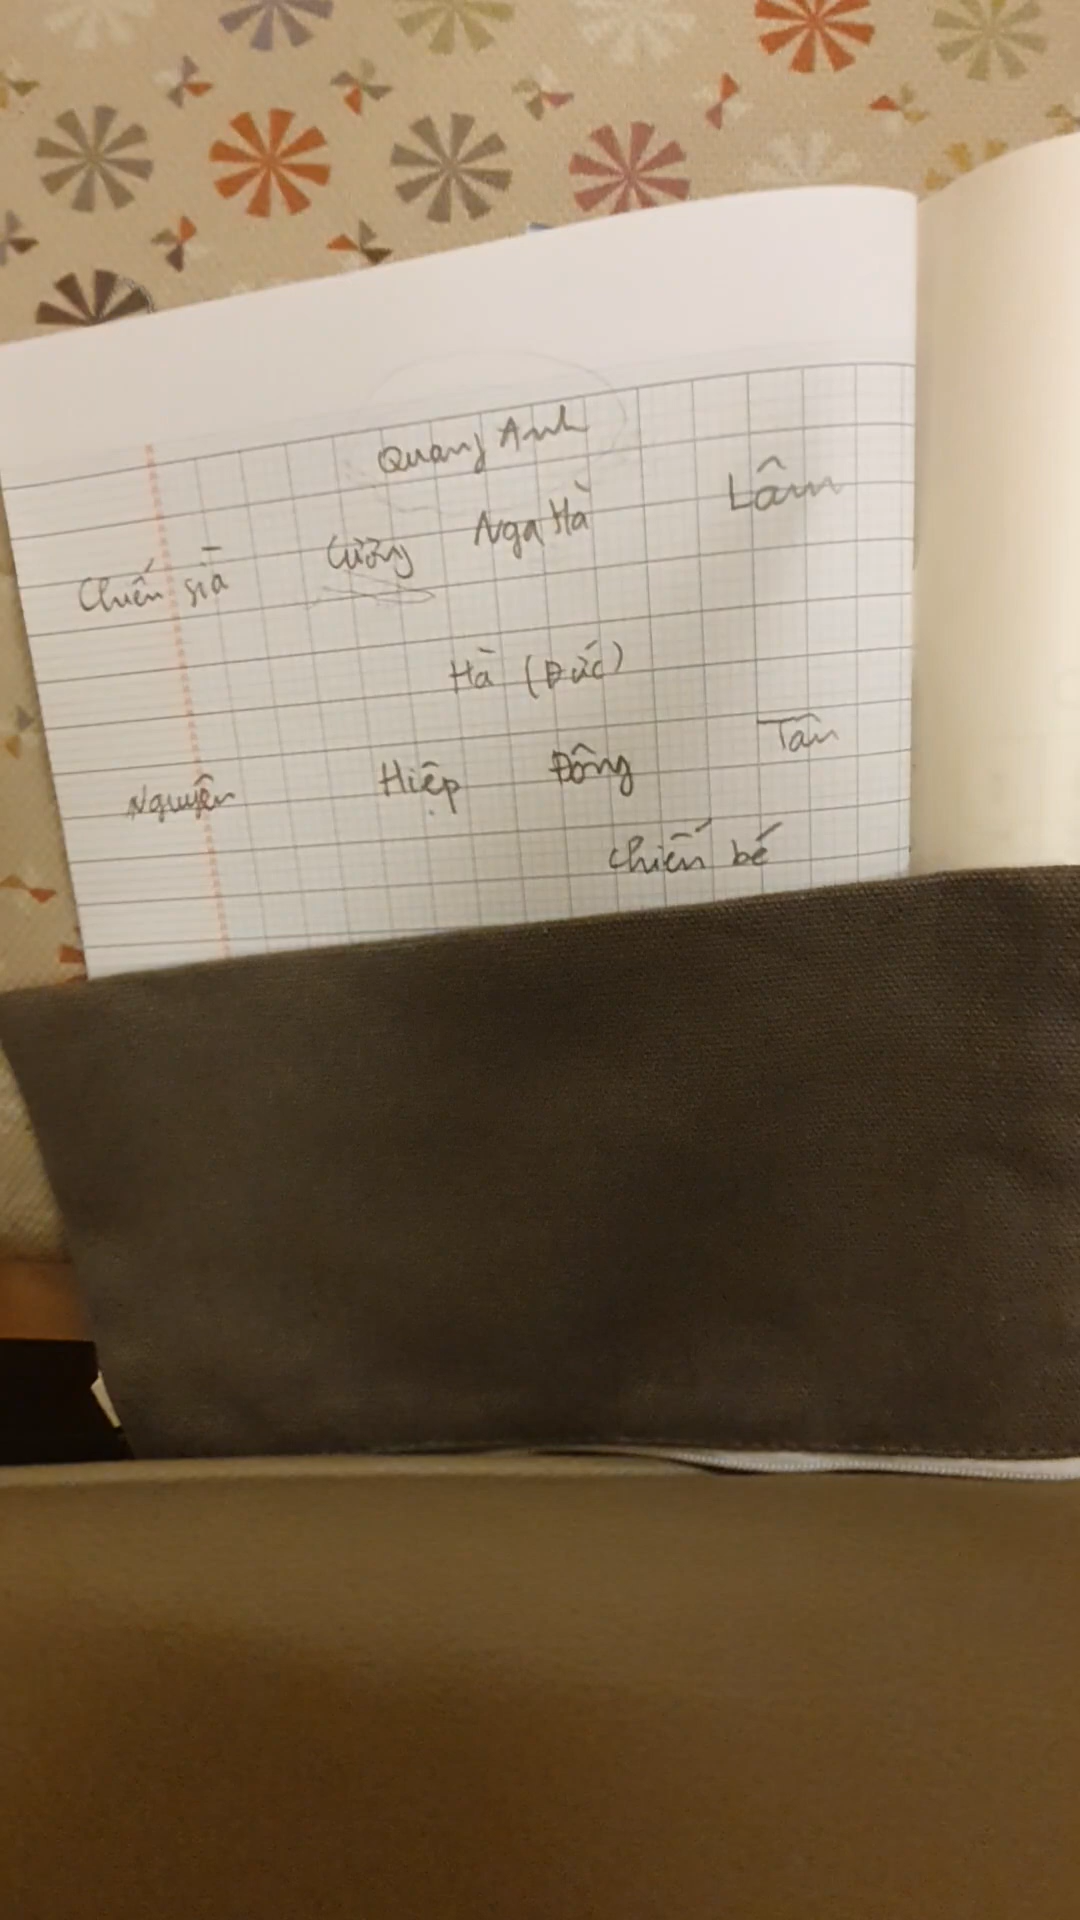 Quang Anh
Chiến già Cường Nga Hà Lâm
Hà (Đức)
Nguyện Hiệp Đông Tân
Chiến bé